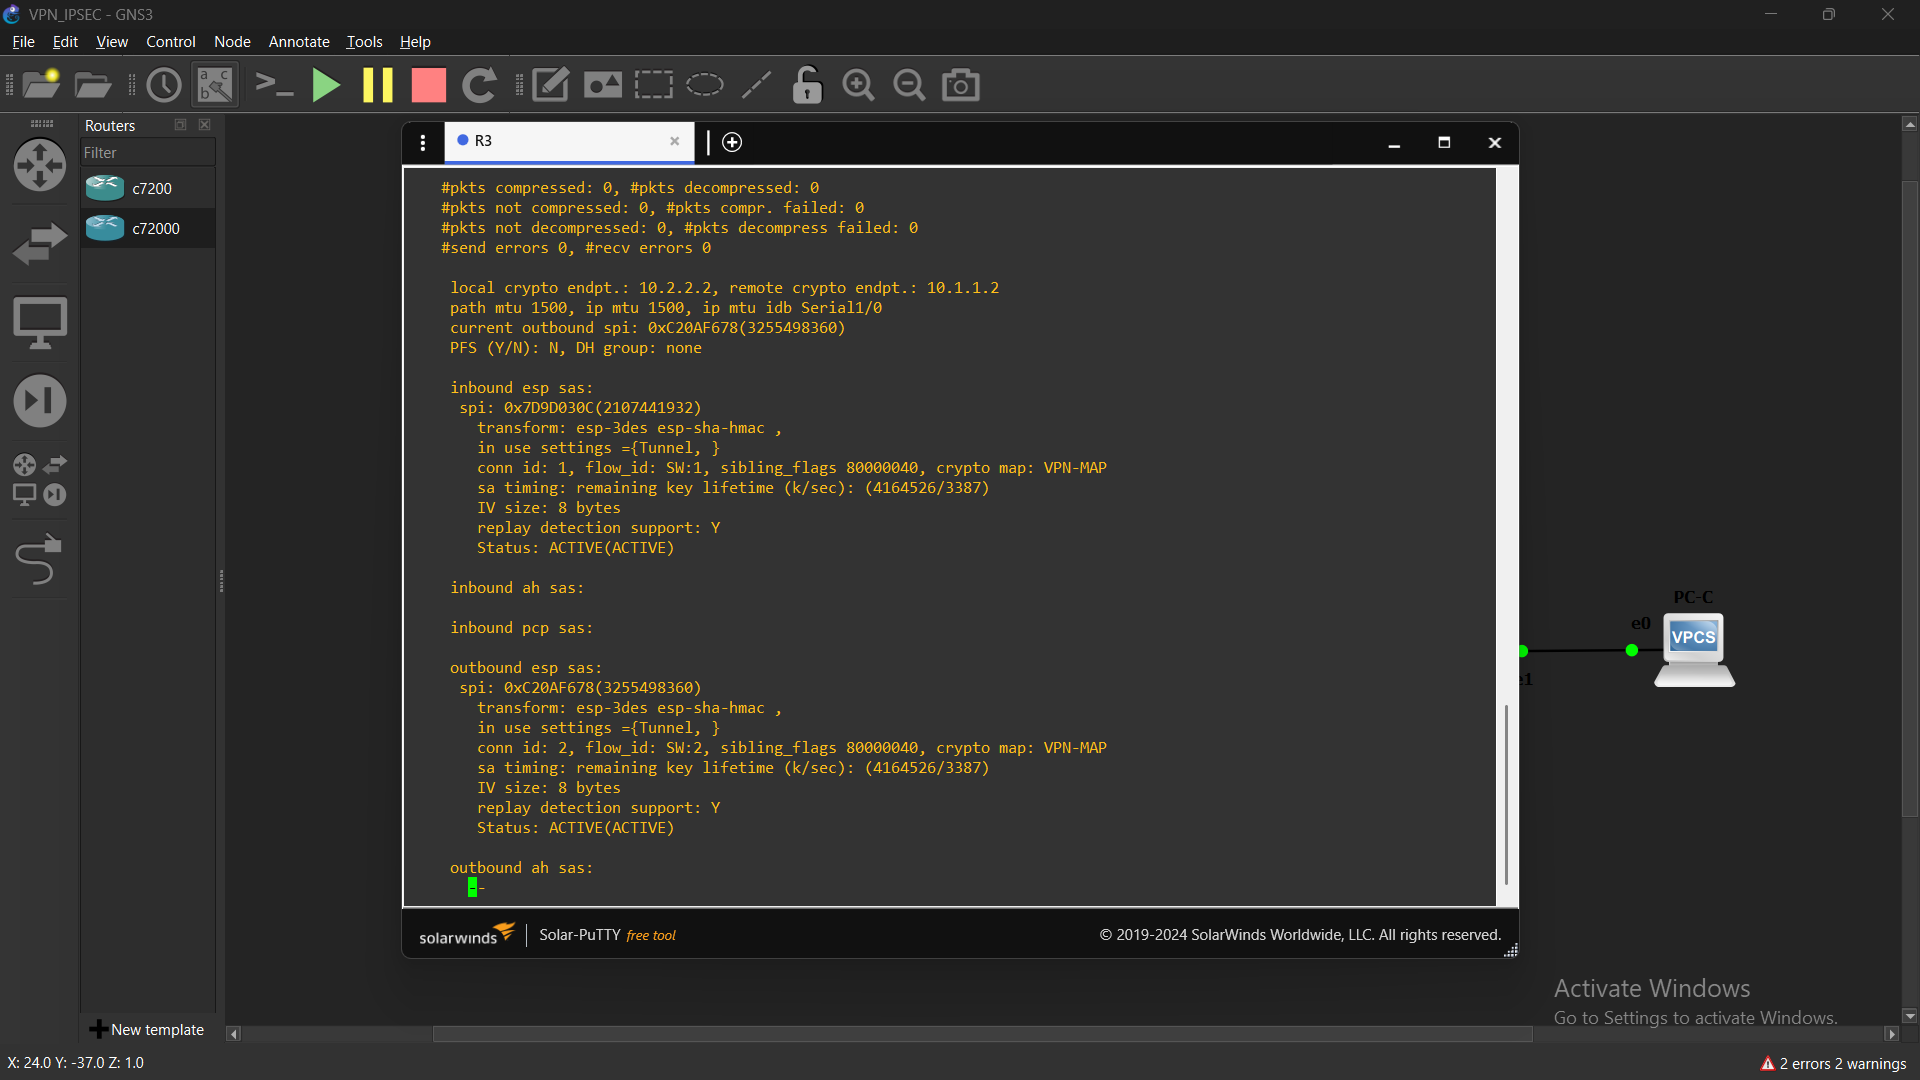 VPN_IPSEC - GNS3
File Edit View Control Node Annotate Tools Help
Routers
Filter
c7200
c72000
R3
#pkts compressed: 0, #pkts decompressed: 0
#pkts not compressed: 0, #pkts compr. failed: 0
#pkts not decompressed: 0, #pkts decompress failed: 0
#send errors 0, #recv errors 0
local crypto endpt.: 10.2.2.2, remote crypto endpt.: 10.1.1.2
path mtu 1500, ip mtu 1500, ip mtu idb Serial1/0
current outbound spi: 0xC20AF678(3255498360)
PFS (Y/N): N, DH group: none
inbound esp sas:
spi: 0x7D9D030C(2107441932)
transform: esp-3des esp-sha-hmac ,
in use settings ={Tunnel, }
conn id: 1, flow_id: SW:1, sibling_flags 80000040, crypto map: VPN-MAP
sa timing: remaining key lifetime (k/sec): (4164526/3387)
IV size: 8 bytes
replay detection support: Y
Status: ACTIVE(ACTIVE)
inbound ah sas:
inbound pcp sas:
outbound esp sas:
spi: 0xC20AF678(3255498360)
transform: esp-3des esp-sha-hmac ,
in use settings ={Tunnel, }
conn id: 2, flow_id: SW:2, sibling_flags 80000040, crypto map: VPN-MAP
sa timing: remaining key lifetime (k/sec): (4164526/3387)
IV size: 8 bytes
replay detection support: Y
Status: ACTIVE(ACTIVE)
outbound ah sas:
--
solarwinds Solar-PuTTY free tool
© 2019-2024 SolarWinds Worldwide, LLC. All rights reserved.
PC-C
e0
VPCS
e1
Activate Windows
Go to Settings to activate Windows.
New template
X: 24.0 Y: -37.0 Z: 1.0
2 errors 2 warnings